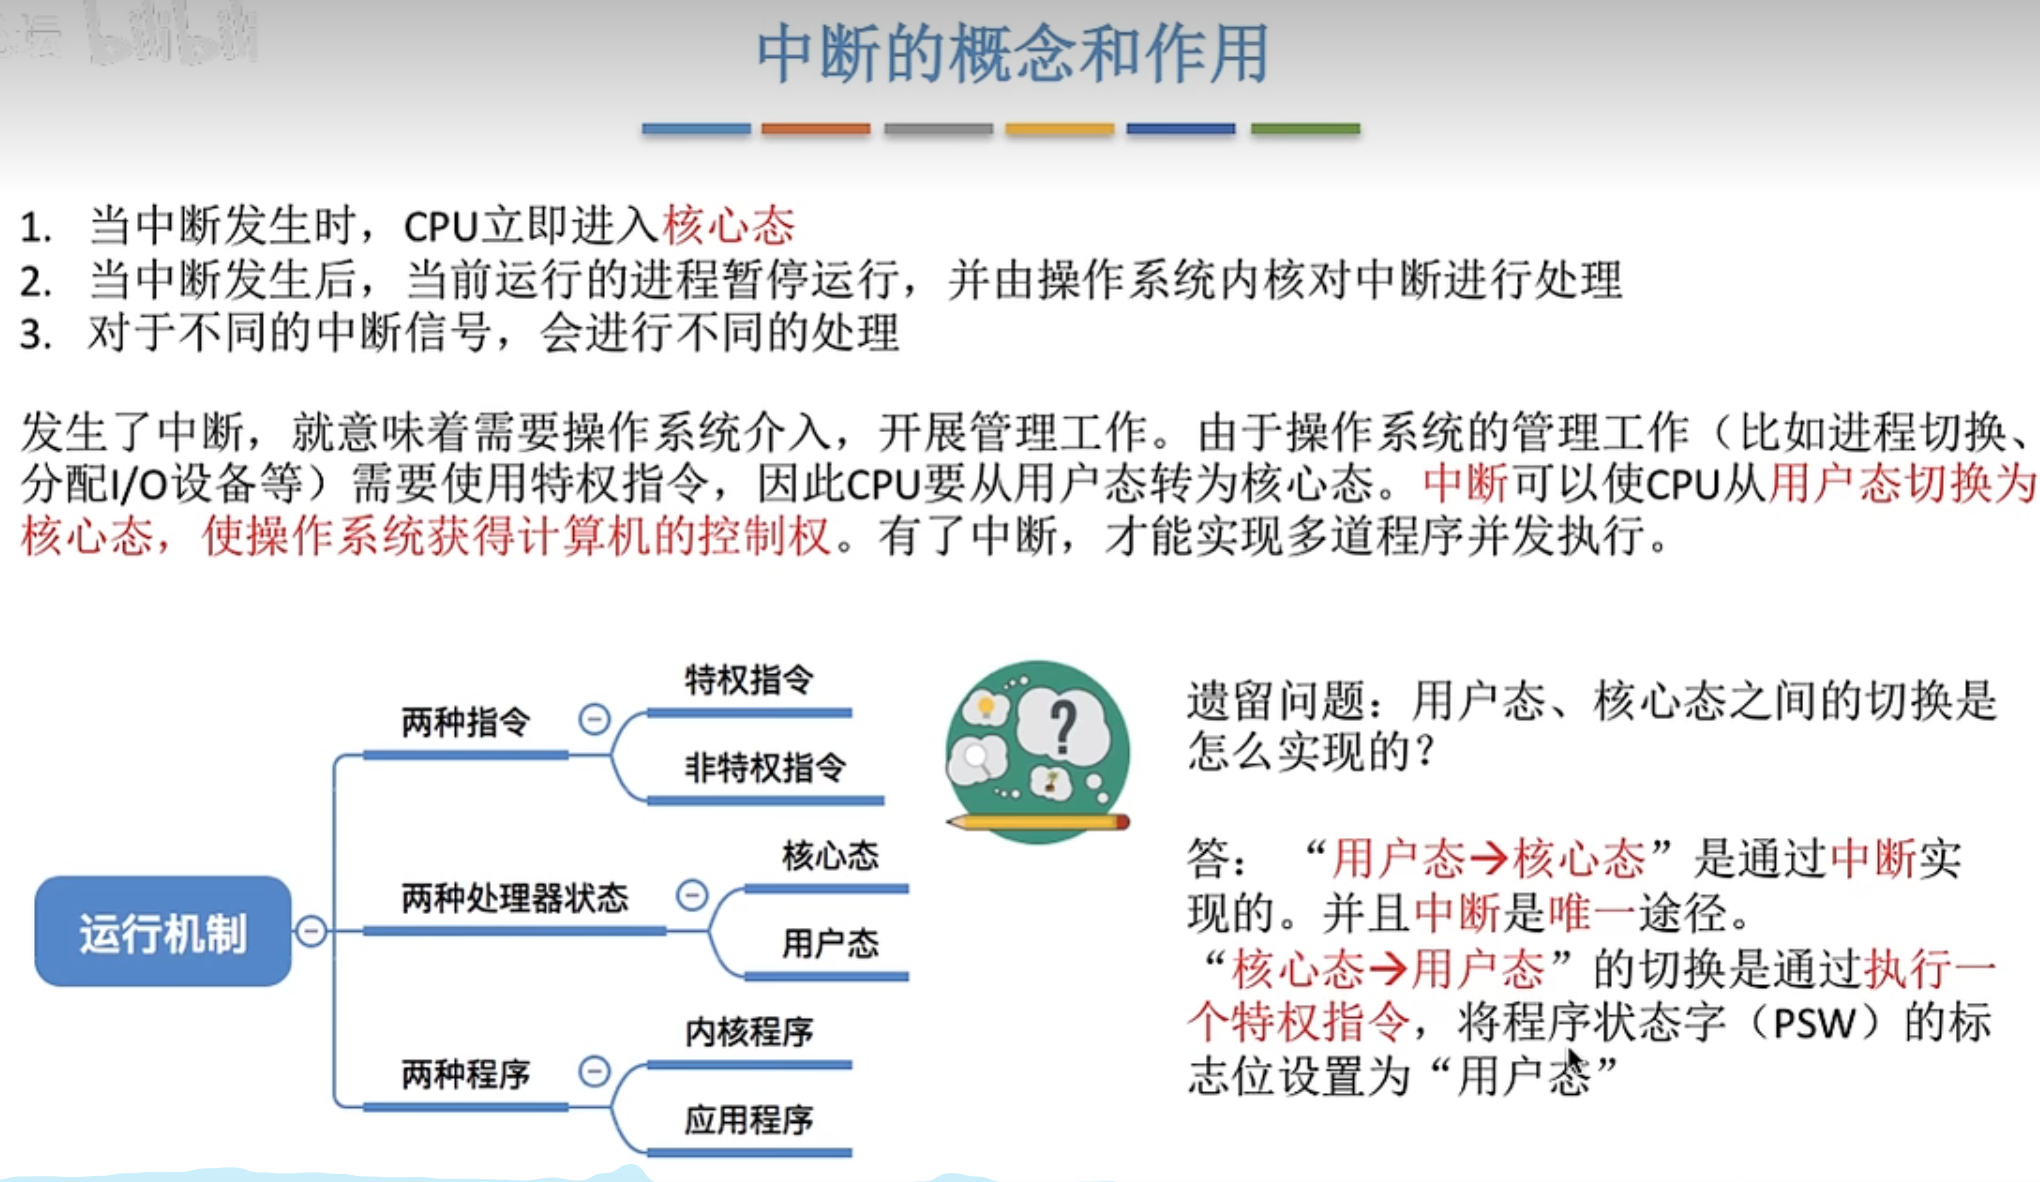 坛 bilibili
中断的概念和作用
1. 当中断发生时，CPU立即进入核心态
2. 当中断发生后，当前运行的进程暂停运行，并由操作系统内核对中断进行处理
3. 对于不同的中断信号，会进行不同的处理
发生了中断，就意味着需要操作系统介入，开展管理工作。由于操作系统的管理工作（比如进程切换、
分配I/O设备等）需要使用特权指令，因此CPU要从用户态转为核心态。中断可以使CPU从用户态切换为
核心态，使操作系统获得计算机的控制权。有了中断，才能实现多道程序并发执行。
运行机制
两种指令
特权指令
非特权指令
两种处理器状态
核心态
用户态
两种程序
内核程序
应用程序
?
遗留问题：用户态、核心态之间的切换是
怎么实现的？
答：“用户态→核心态”是通过中断实
现的。并且中断是唯一途径。
“核心态→用户态”的切换是通过执行一
个特权指令，将程序状态字（PSW）的标
志位设置为“用户态”